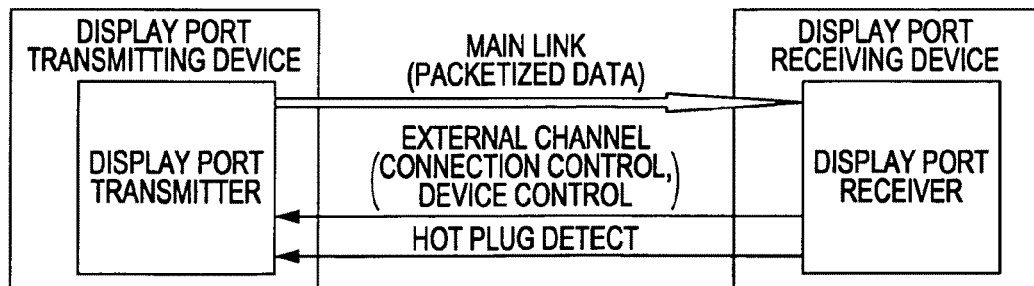 DISPLAY PORT
TRANSMITTING DEVICE
DISPLAY PORT
TRANSMITTER
MAIN LINK
(PACKETIZED DATA)
EXTERNAL CHANNEL
(CONNECTION CONTROL,
DEVICE CONTROL)
HOT PLUG DETECT
DISPLAY PORT
RECEIVING DEVICE
DISPLAY PORT
RECEIVER